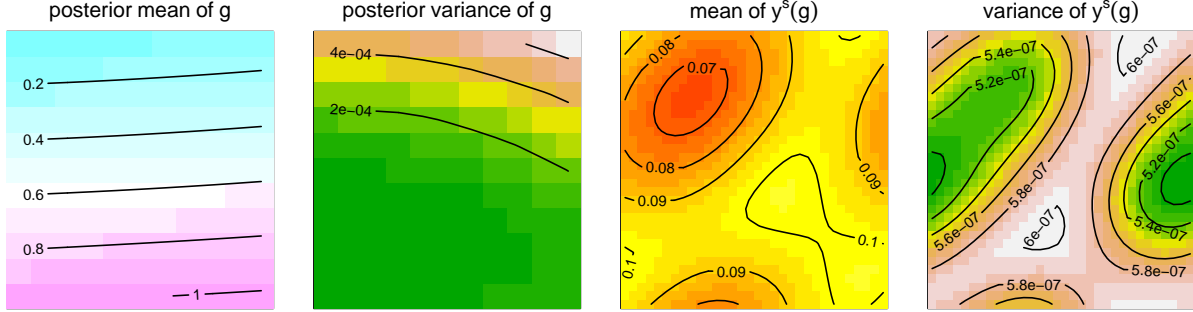 posterior mean of g
posterior variance of g
mean of yˢ(g)
variance of yˢ(g)
0.2
0.4
0.6
0.8
1
4e−04
2e−04
0.08
0.07
0.08
0.09
0.09
0.1
0.1
0.09
5.4e−07
5.2e−07
6e−07
5.6e−07
5.2e−07
5.8e−07
5.4e−07
5.6e−07
6e−07
5.8e−07
5.8e−07